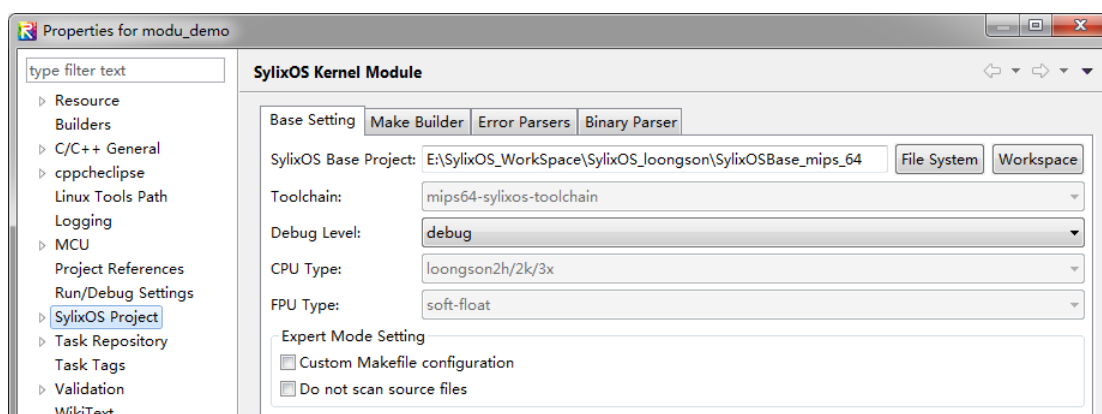 Properties for modu_demo
type filter text
Resource
Builders
C/C++ General
cppcheclipse
Linux Tools Path
Logging
MCU
Project References
Run/Debug Settings
SylixOS Project
Task Repository
Task Tags
Validation
WikiText
SylixOS Kernel Module
Base Setting Make Builder Error Parsers Binary Parser
SylixOS Base Project: E:\SylixOS_WorkSpace\SylixOS_loongson\SylixOSBase_mips_64 File System Workspace
Toolchain: mips64-sylixos-toolchain
Debug Level: debug
CPU Type: loongson2h/2k/3x
FPU Type: soft-float
Expert Mode Setting
Custom Makefile configuration
Do not scan source files